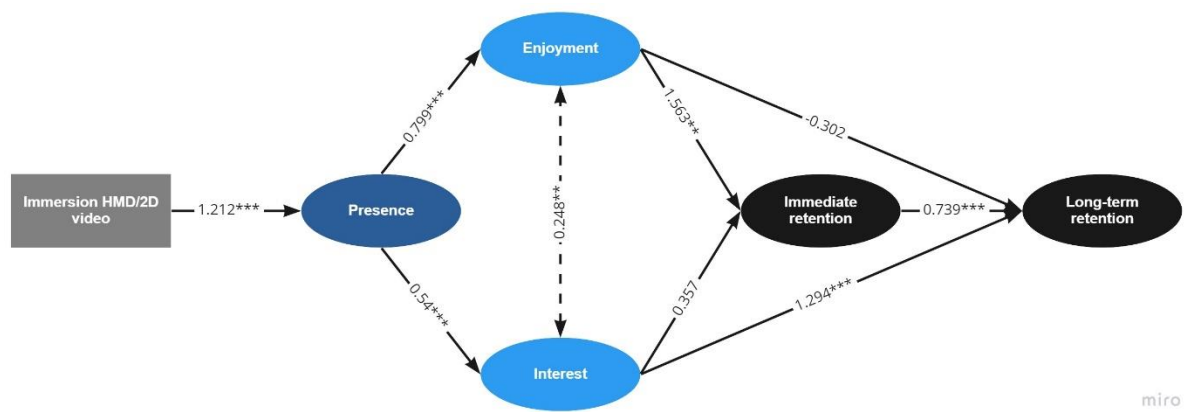 Enjoyment
0.799***
1.563**
-0.302
Immersion HMD/2D
video
1.212***
Presence
0.248**
Immediate
retention
0.739***
Long-term
retention
0.54***
0.357
1.294***
Interest
miro